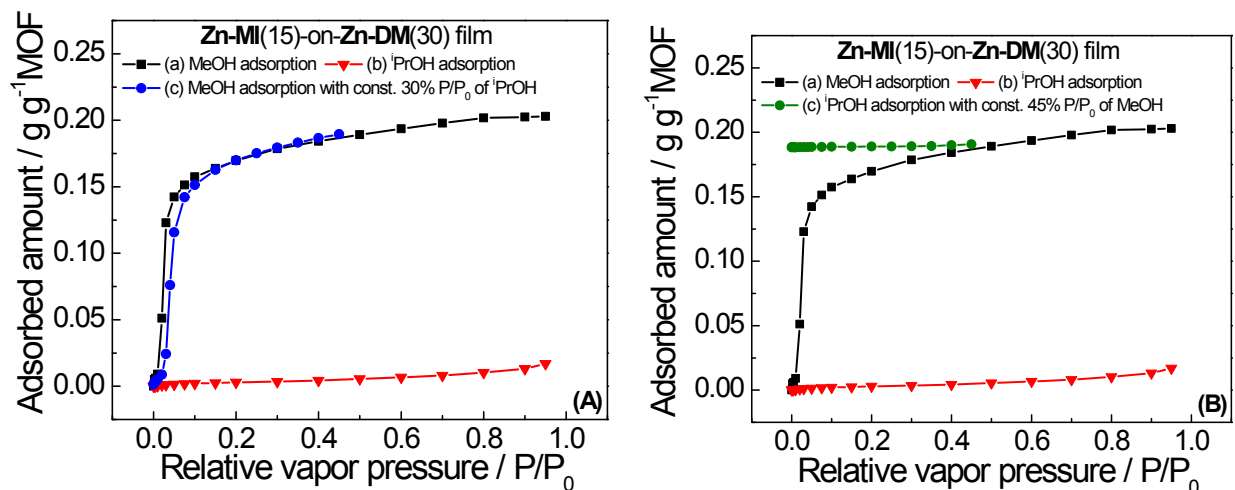 Zn-MI(15)-on-Zn-DM(30) film
(a) MeOH adsorption (b) ⁱPrOH adsorption
(c) MeOH adsorption with const. 30% P/P₀ of ⁱPrOH
Adsorbed amount / g g⁻¹MOF
0.25
0.20
0.15
0.10
0.05
0.00
(A)
0.0 0.2 0.4 0.6 0.8 1.0
Relative vapor pressure / P/P₀
Zn-MI(15)-on-Zn-DM(30) film
(a) MeOH adsorption (b) ⁱPrOH adsorption
(c) ⁱPrOH adsorption with const. 45% P/P₀ of MeOH
Adsorbed amount / g g⁻¹MOF
0.25
0.20
0.15
0.10
0.05
0.00
(B)
0.0 0.2 0.4 0.6 0.8 1.0
Relative vapor pressure / P/P₀